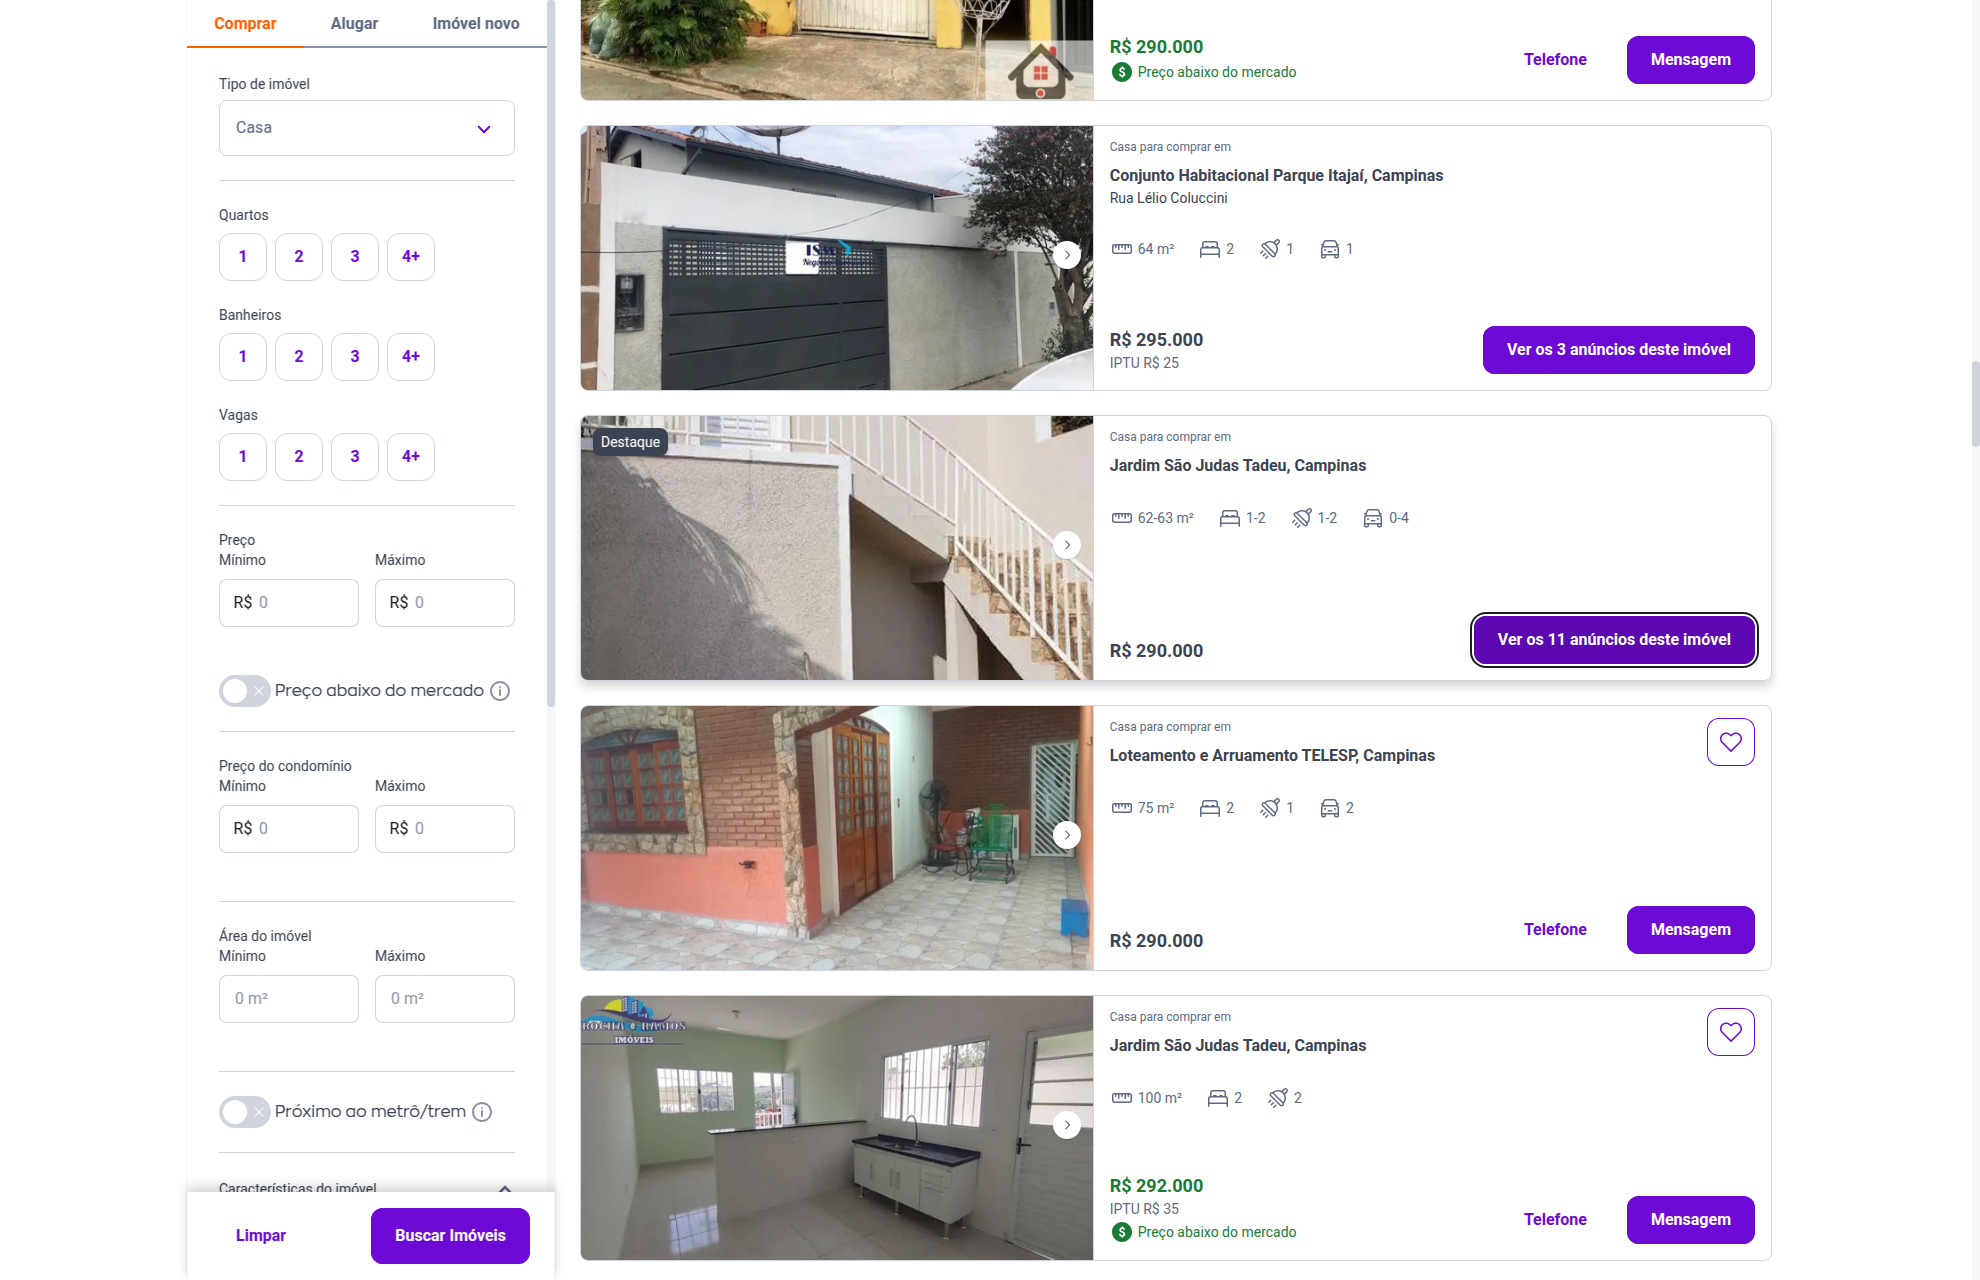 Comprar
Alugar
Imóvel novo
Tipo de imóvel
Casa
Quartos
1
2
3
4+
Banheiros
1
2
3
4+
Vagas
1
2
3
4+
Preço
Mínimo
Máximo
R$ 0
R$ 0
Preço abaixo do mercado
Preço do condomínio
Mínimo
Máximo
R$ 0
R$ 0
Área do imóvel
Mínimo
Máximo
0 m²
0 m²
Próximo ao metrô/trem
Características do imóvel
Limpar
Buscar Imóveis
R$ 290.000
Preço abaixo do mercado
Telefone
Mensagem
Casa para comprar em
Conjunto Habitacional Parque Itajaí, Campinas
Rua Lélio Coluccini
64 m²
2
1
1
R$ 295.000
IPTU R$ 25
Ver os 3 anúncios deste imóvel
Destaque
Casa para comprar em
Jardim São Judas Tadeu, Campinas
62-63 m²
1-2
1-2
0-4
R$ 290.000
Ver os 11 anúncios deste imóvel
Casa para comprar em
Loteamento e Arruamento TELESP, Campinas
75 m²
2
1
2
R$ 290.000
Telefone
Mensagem
ROCHA & RAMOS
IMÓVEIS
Casa para comprar em
Jardim São Judas Tadeu, Campinas
100 m²
2
2
R$ 292.000
IPTU R$ 35
Preço abaixo do mercado
Telefone
Mensagem